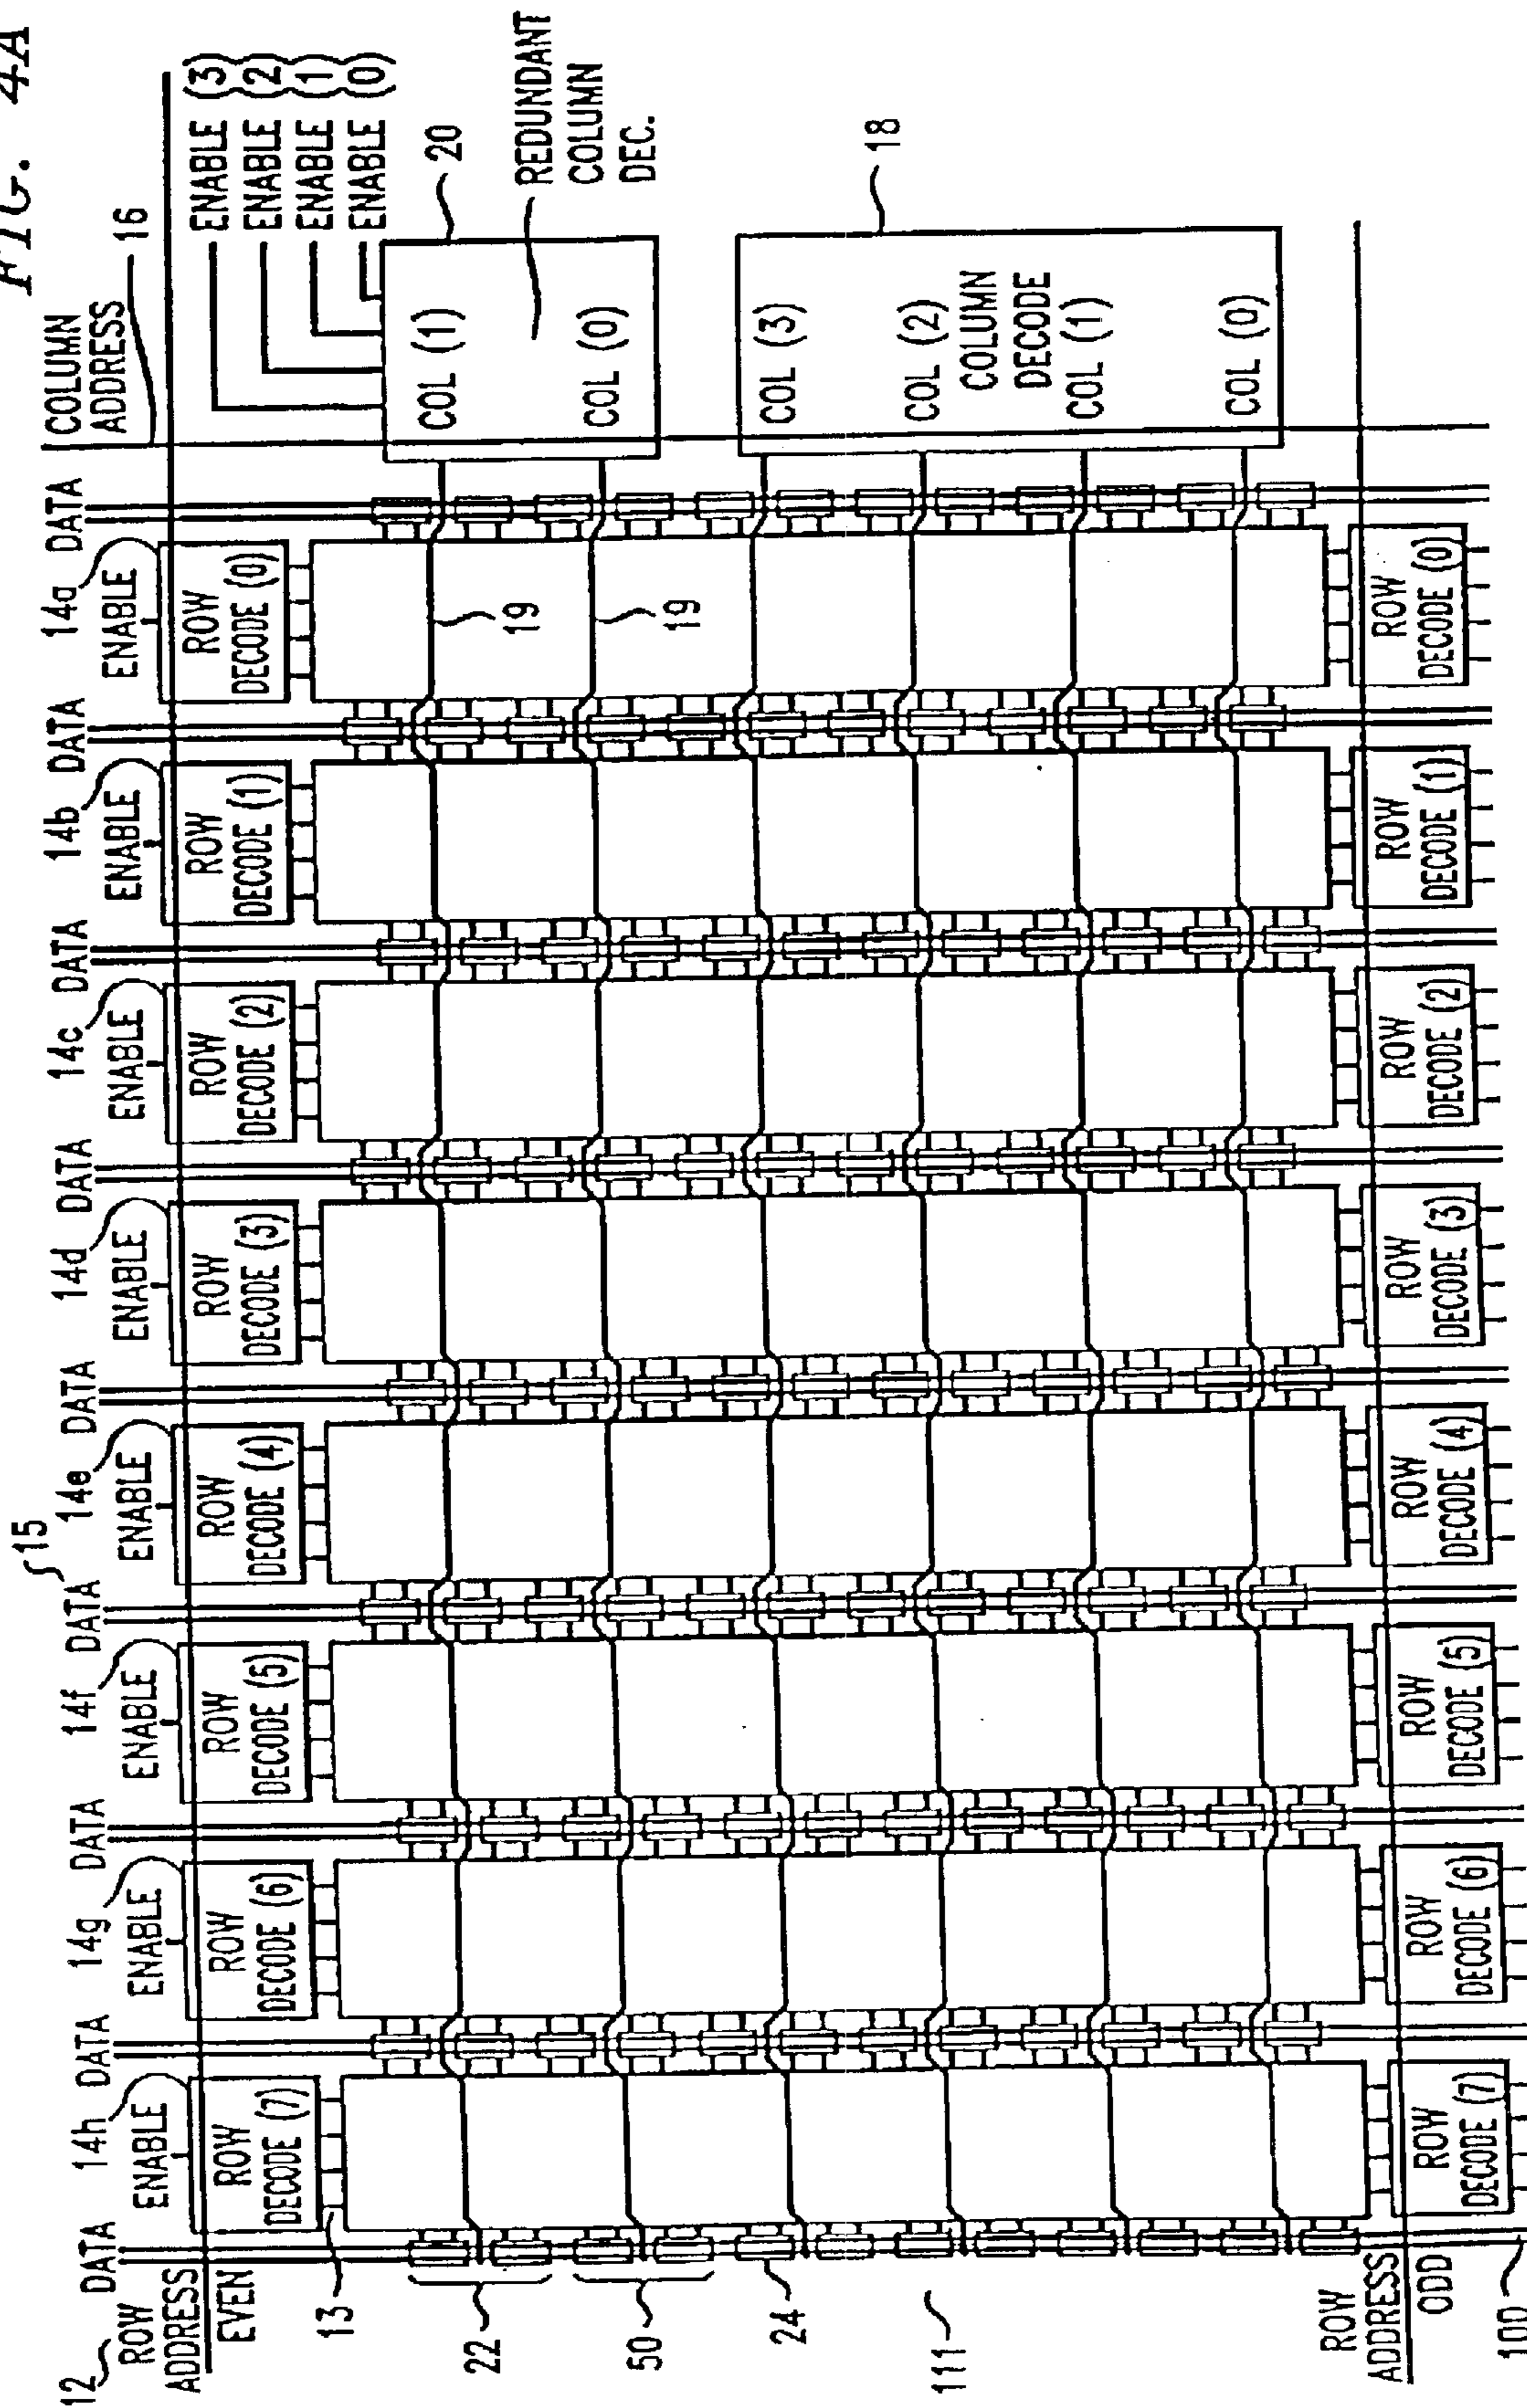 FIG. 4A
12
ROW
ADDRESS
EVEN
13
22
50
24
111
ROW
ADDRESS
ODD
100
15
DATA
14h
ENABLE
ROW
DECODE (7)
DATA
14g
ENABLE
ROW
DECODE (6)
DATA
14f
ENABLE
ROW
DECODE (5)
DATA
14e
ENABLE
ROW
DECODE (4)
DATA
14d
ENABLE
ROW
DECODE (3)
DATA
14c
ENABLE
ROW
DECODE (2)
DATA
14b
ENABLE
ROW
DECODE (1)
DATA
14a
ENABLE
ROW
DECODE (0)
DATA
COLUMN
ADDRESS
16
ENABLE (3)
ENABLE (2)
ENABLE (1)
ENABLE (0)
20
COL (1)
COL (0)
REDUNDANT
COLUMN
DEC.
19
19
18
COL (3)
COL (2)
COLUMN
DECODE
COL (1)
COL (0)
ROW
DECODE (7)
ROW
DECODE (6)
ROW
DECODE (5)
ROW
DECODE (4)
ROW
DECODE (3)
ROW
DECODE (2)
ROW
DECODE (1)
ROW
DECODE (0)